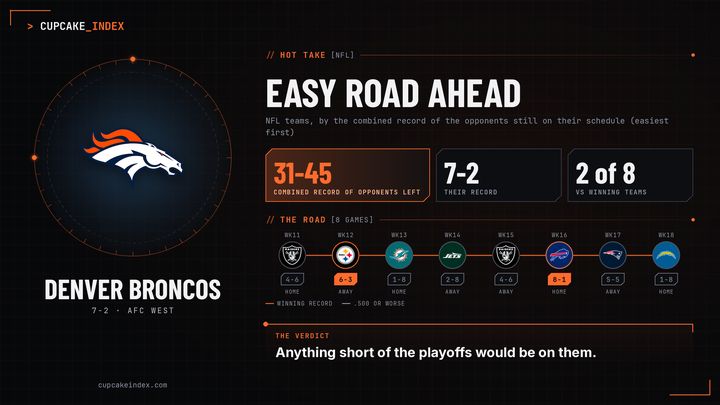 > CUPCAKE_INDEX
// HOT TAKE [NFL]
EASY ROAD AHEAD
NFL teams, by the combined record of the opponents still on their schedule (easiest
first)
31-45
COMBINED RECORD OF OPPONENTS LEFT
7-2
THEIR RECORD
2 of 8
VS WINNING TEAMS
// THE ROAD [8 GAMES]
WK11 WK12 WK13 WK14 WK15 WK16 WK17 WK18
JETS
4-6 6-3 1-8 2-8 4-6 8-1 5-5 1-8
HOME AWAY HOME AWAY AWAY HOME AWAY HOME
WINNING RECORD .500 OR WORSE
DENVER BRONCOS
7-2 · AFC WEST
THE VERDICT
Anything short of the playoffs would be on them.
cupcakeindex.com